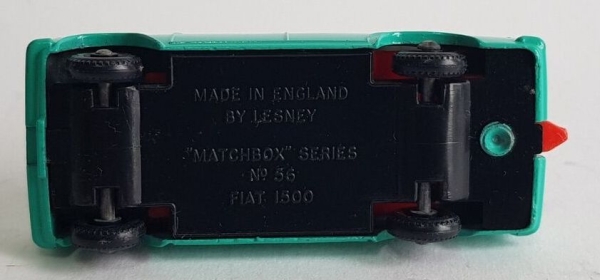 MADE IN ENGLAND
BY LESNEY
"MATCHBOX" SERIES
Nº 56
FIAT 1500